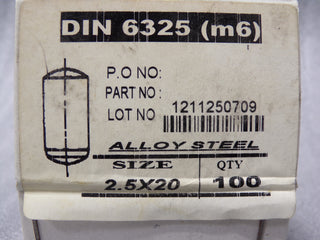 DIN 6325 (m6)
P.O NO:
PART NO :
LOT NO 1211250709
ALLOY STEEL
SIZE QTY
2.5X20 100